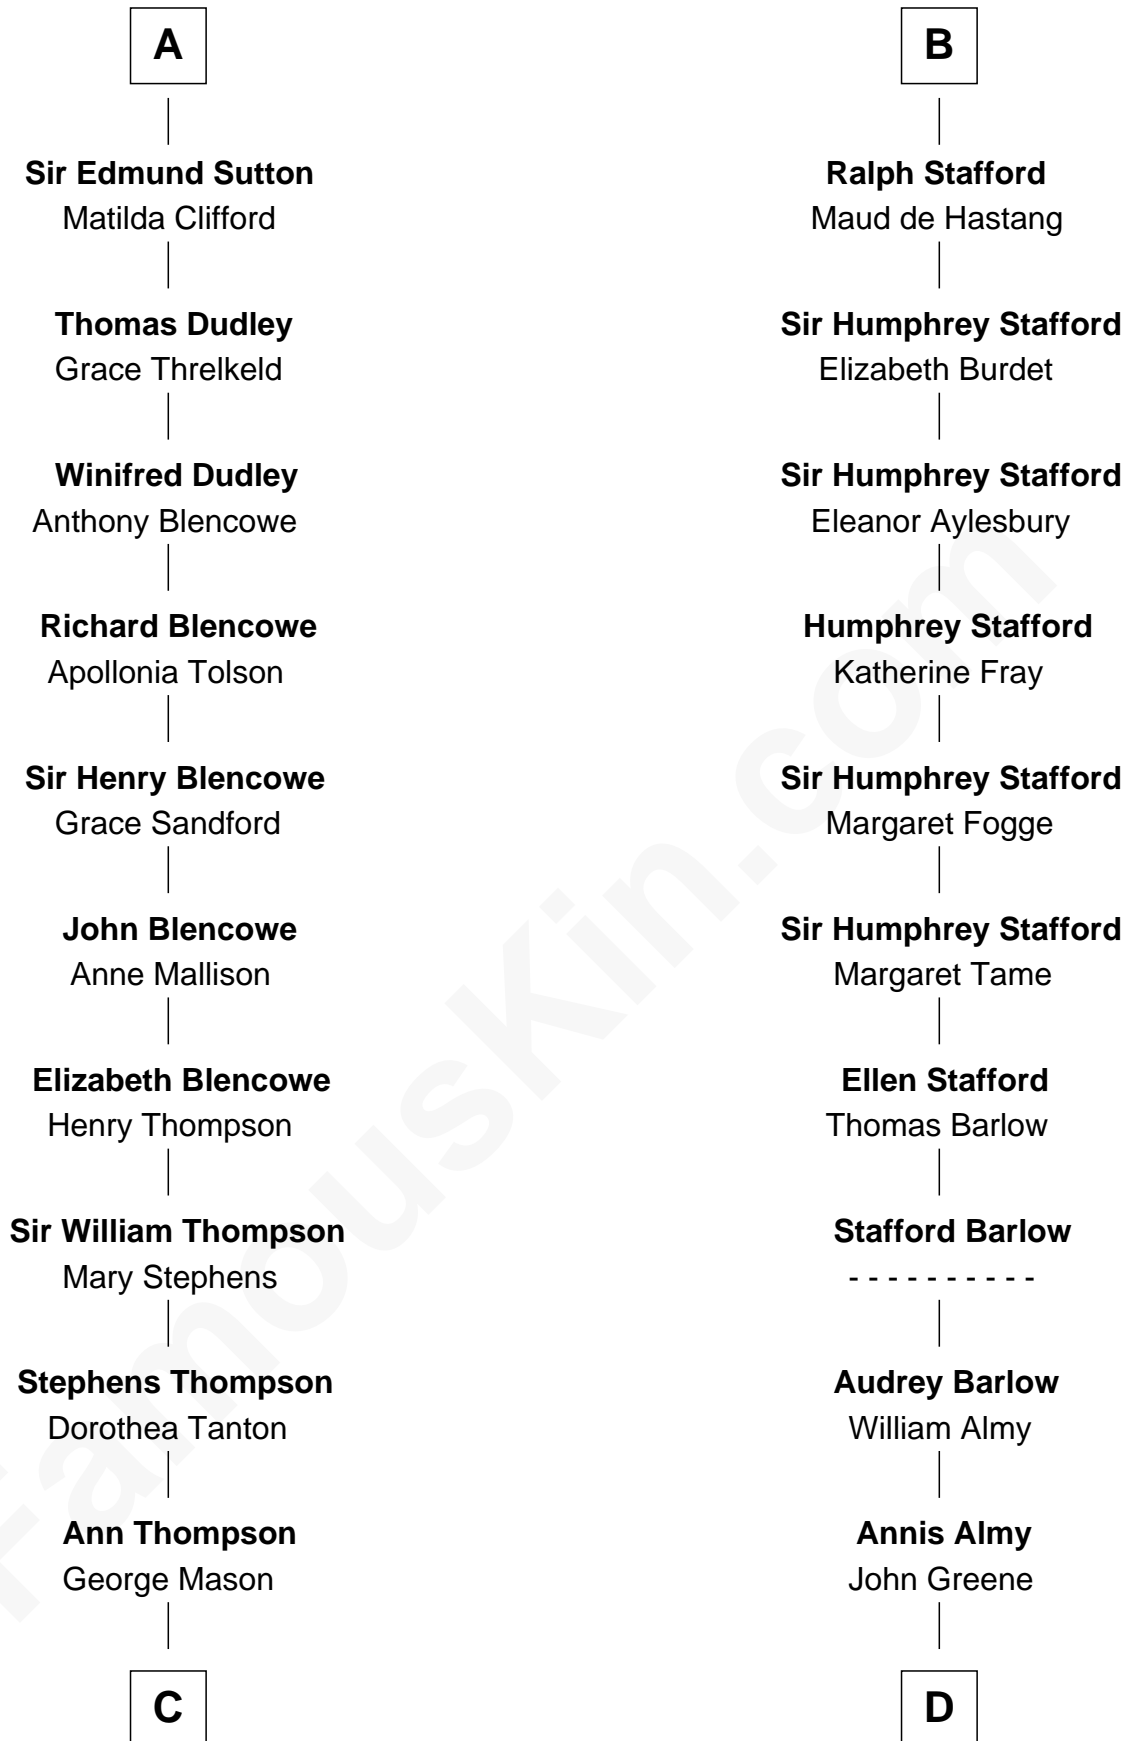 A
Sir Edmund Sutton
Matilda Clifford
Thomas Dudley
Grace Threlkeld
Winifred Dudley
Anthony Blencowe
Richard Blencowe
Apollonia Tolson
Sir Henry Blencowe
Grace Sandford
John Blencowe
Anne Mallison
Elizabeth Blencowe
Henry Thompson
Sir William Thompson
Mary Stephens
Stephens Thompson
Dorothea Tanton
Ann Thompson
George Mason
C
B
Ralph Stafford
Maud de Hastang
Sir Humphrey Stafford
Elizabeth Burdet
Sir Humphrey Stafford
Eleanor Aylesbury
Humphrey Stafford
Katherine Fray
Sir Humphrey Stafford
Margaret Fogge
Sir Humphrey Stafford
Margaret Tame
Ellen Stafford
Thomas Barlow
Stafford Barlow
- - - - - - - - - -
Audrey Barlow
William Almy
Annis Almy
John Greene
D
FamousKin.com